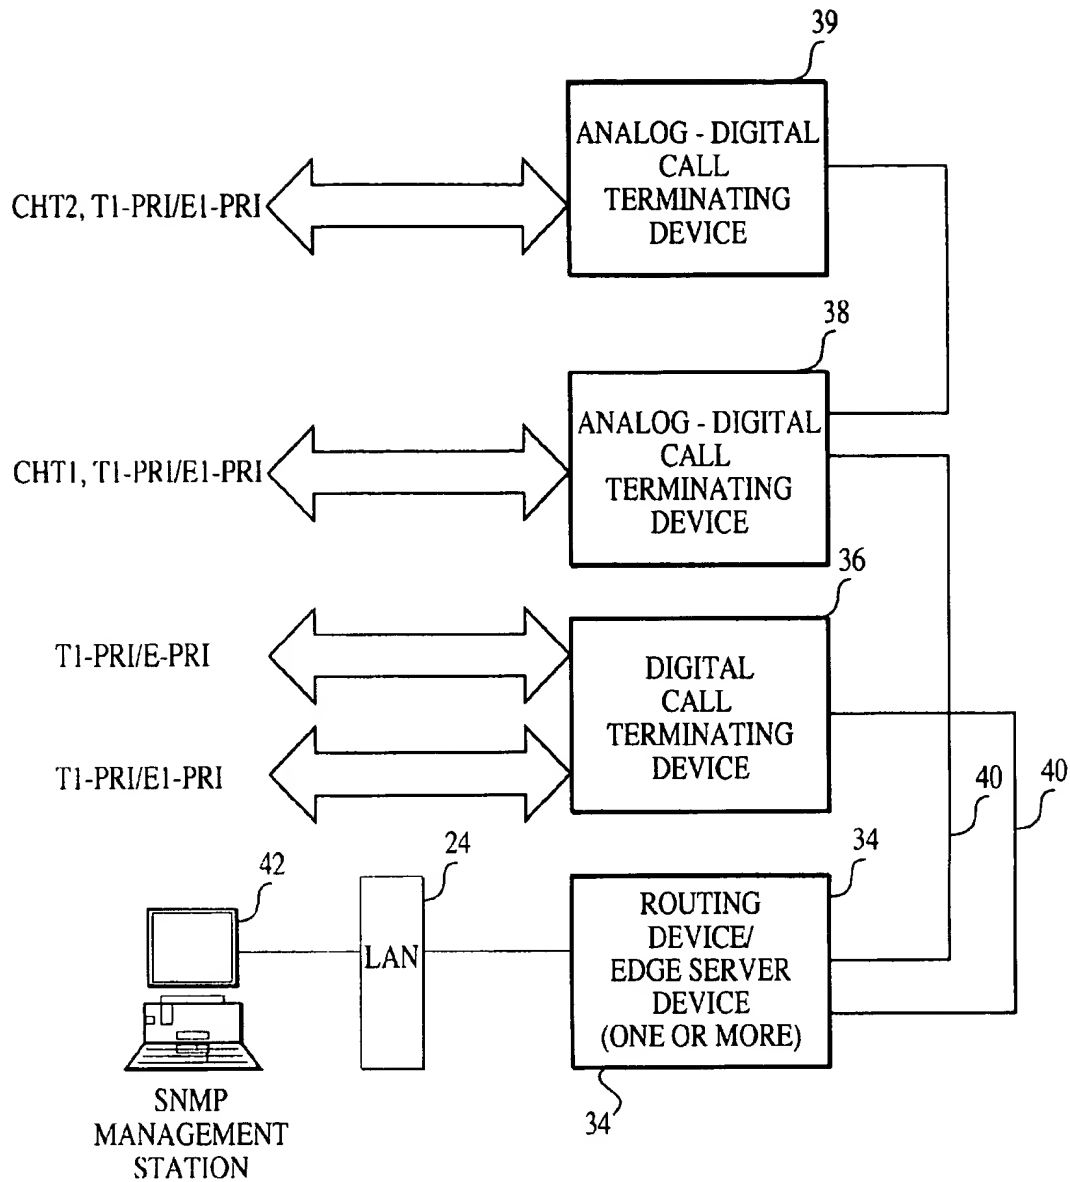 39
ANALOG - DIGITAL
CALL
TERMINATING
DEVICE
CHT2, T1-PRI/E1-PRI
38
ANALOG - DIGITAL
CALL
TERMINATING
DEVICE
CHT1, T1-PRI/E1-PRI
36
T1-PRI/E-PRI
DIGITAL
CALL
TERMINATING
DEVICE
T1-PRI/E1-PRI
40
40
42
24
34
LAN
ROUTING
DEVICE/
EDGE SERVER
DEVICE
(ONE OR MORE)
34
SNMP
MANAGEMENT
STATION